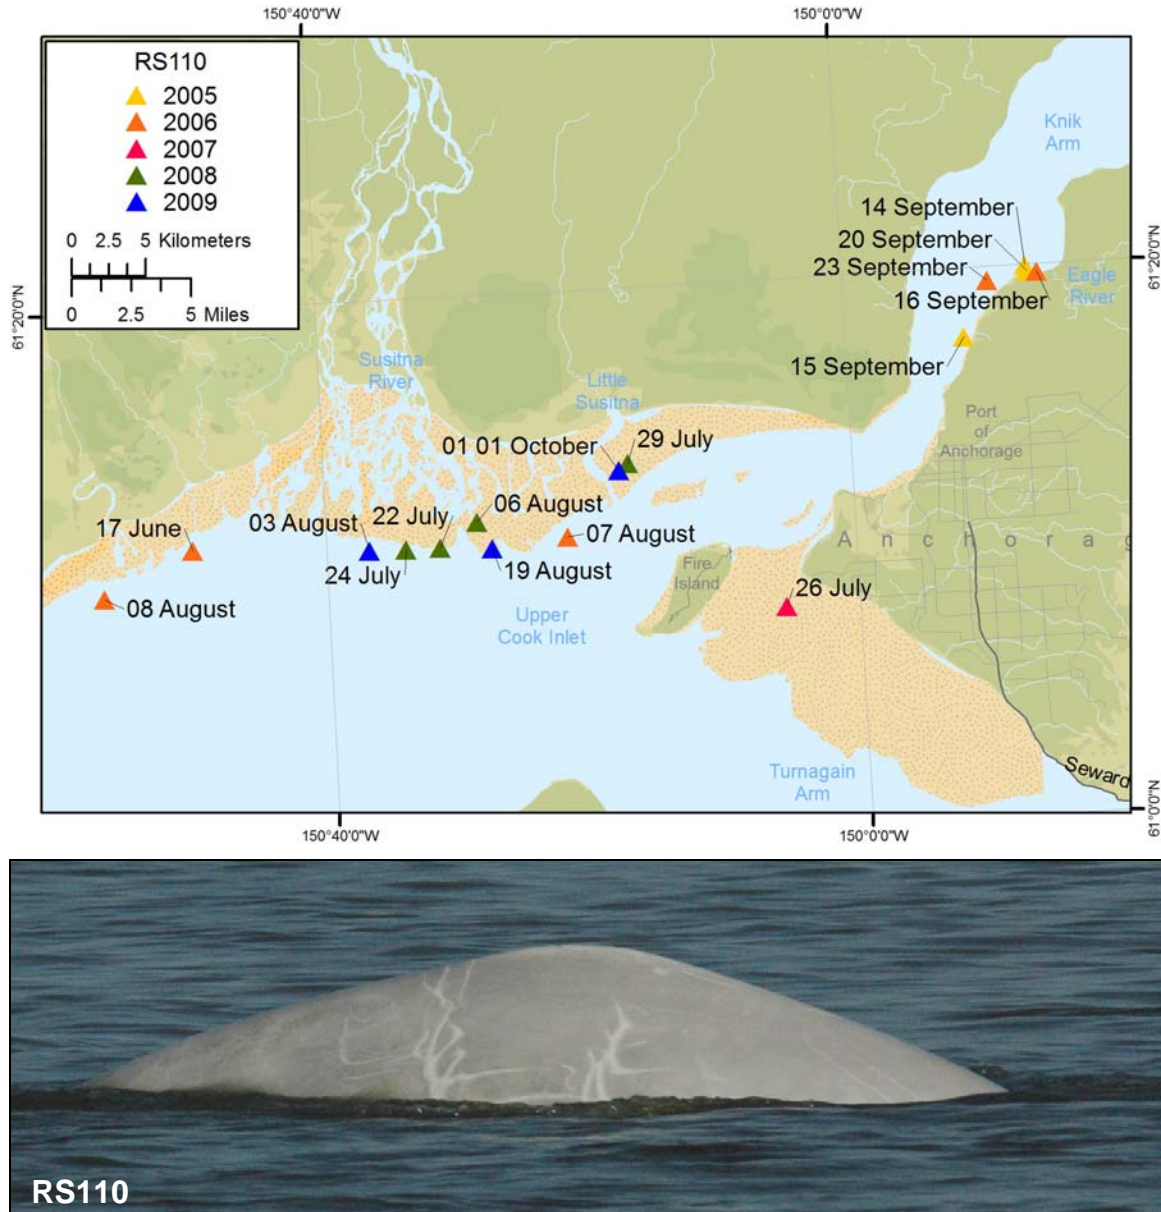 150°40'0"W
150°0'0"W
RS110
2005
2006
2007
2008
2009
0 2.5 5 Kilometers
0 2.5 5 Miles
61°20'0"N
61°20'0"N
61°0'0"N
Knik
Arm
14 September
20 September
23 September
Eagle
River
16 September
15 September
Susitna
River
Little
Susitna
Port
of
Anchorage
01 01 October
29 July
06 August
17 June
03 August
22 July
07 August
24 July
19 August
Anchorag
Fire
Island
26 July
08 August
Upper
Cook Inlet
Turnagain
Arm
Seward
150°40'0"W
150°0'0"W
RS110